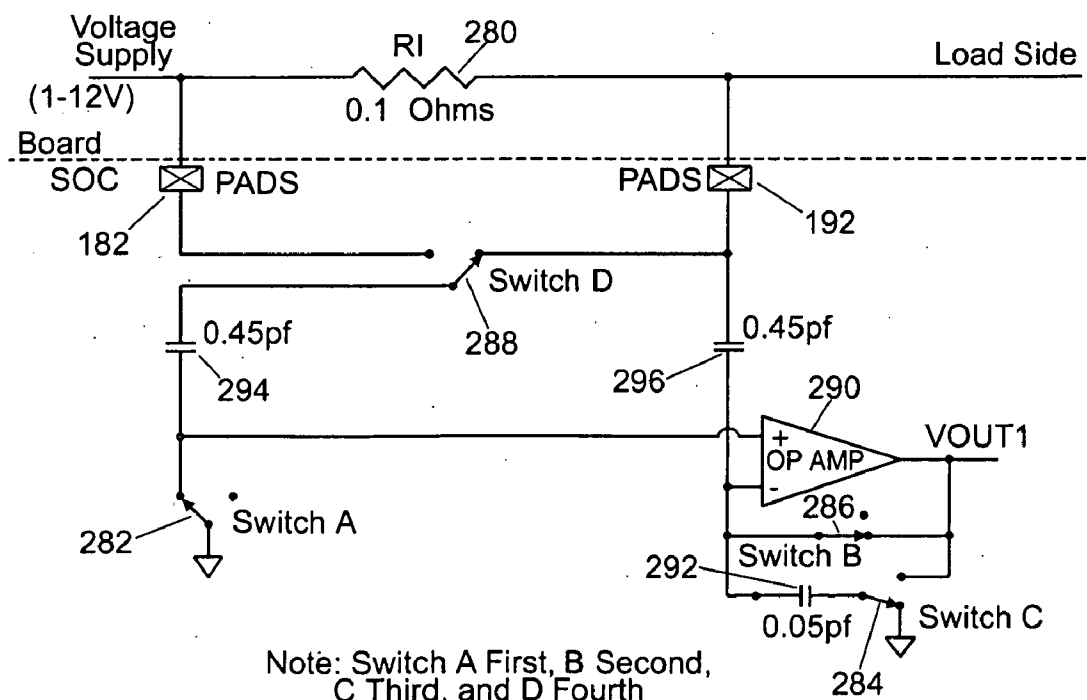 Voltage
Supply
(1-12V)
RI
280
0.1 Ohms
Load Side
Board
SOC
PADS
PADS
182
192
Switch D
288
0.45pf
294
0.45pf
296
290
+
OP AMP
-
VOUT1
282
Switch A
286
Switch B
292
0.05pf
Switch C
284
Note: Switch A First, B Second,
C Third, and D Fourth